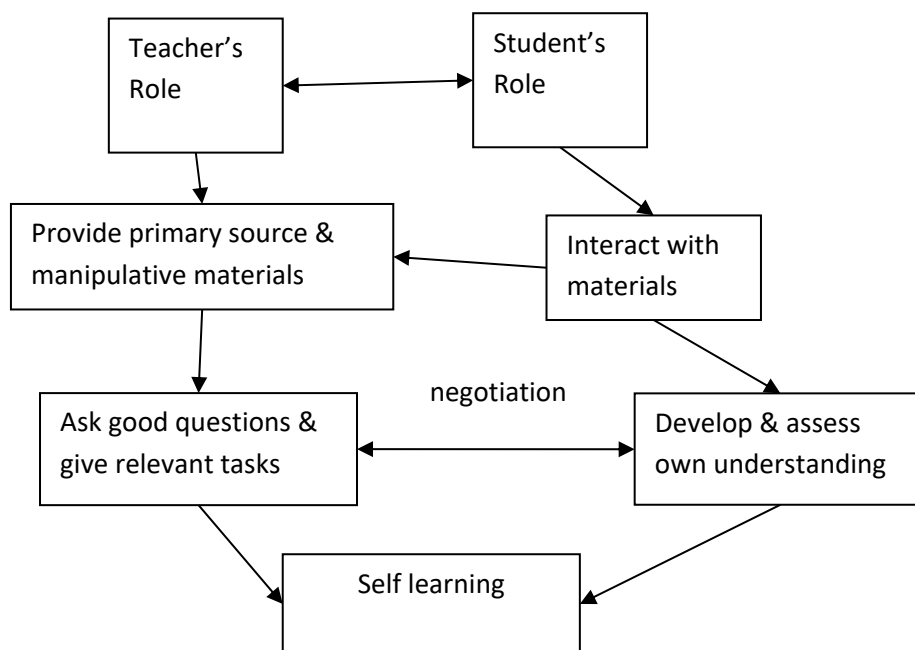 Teacher’s
Role
Student’s
Role
Provide primary source &
manipulative materials
Interact with
materials
negotiation
Ask good questions &
give relevant tasks
Develop & assess
own understanding
Self learning